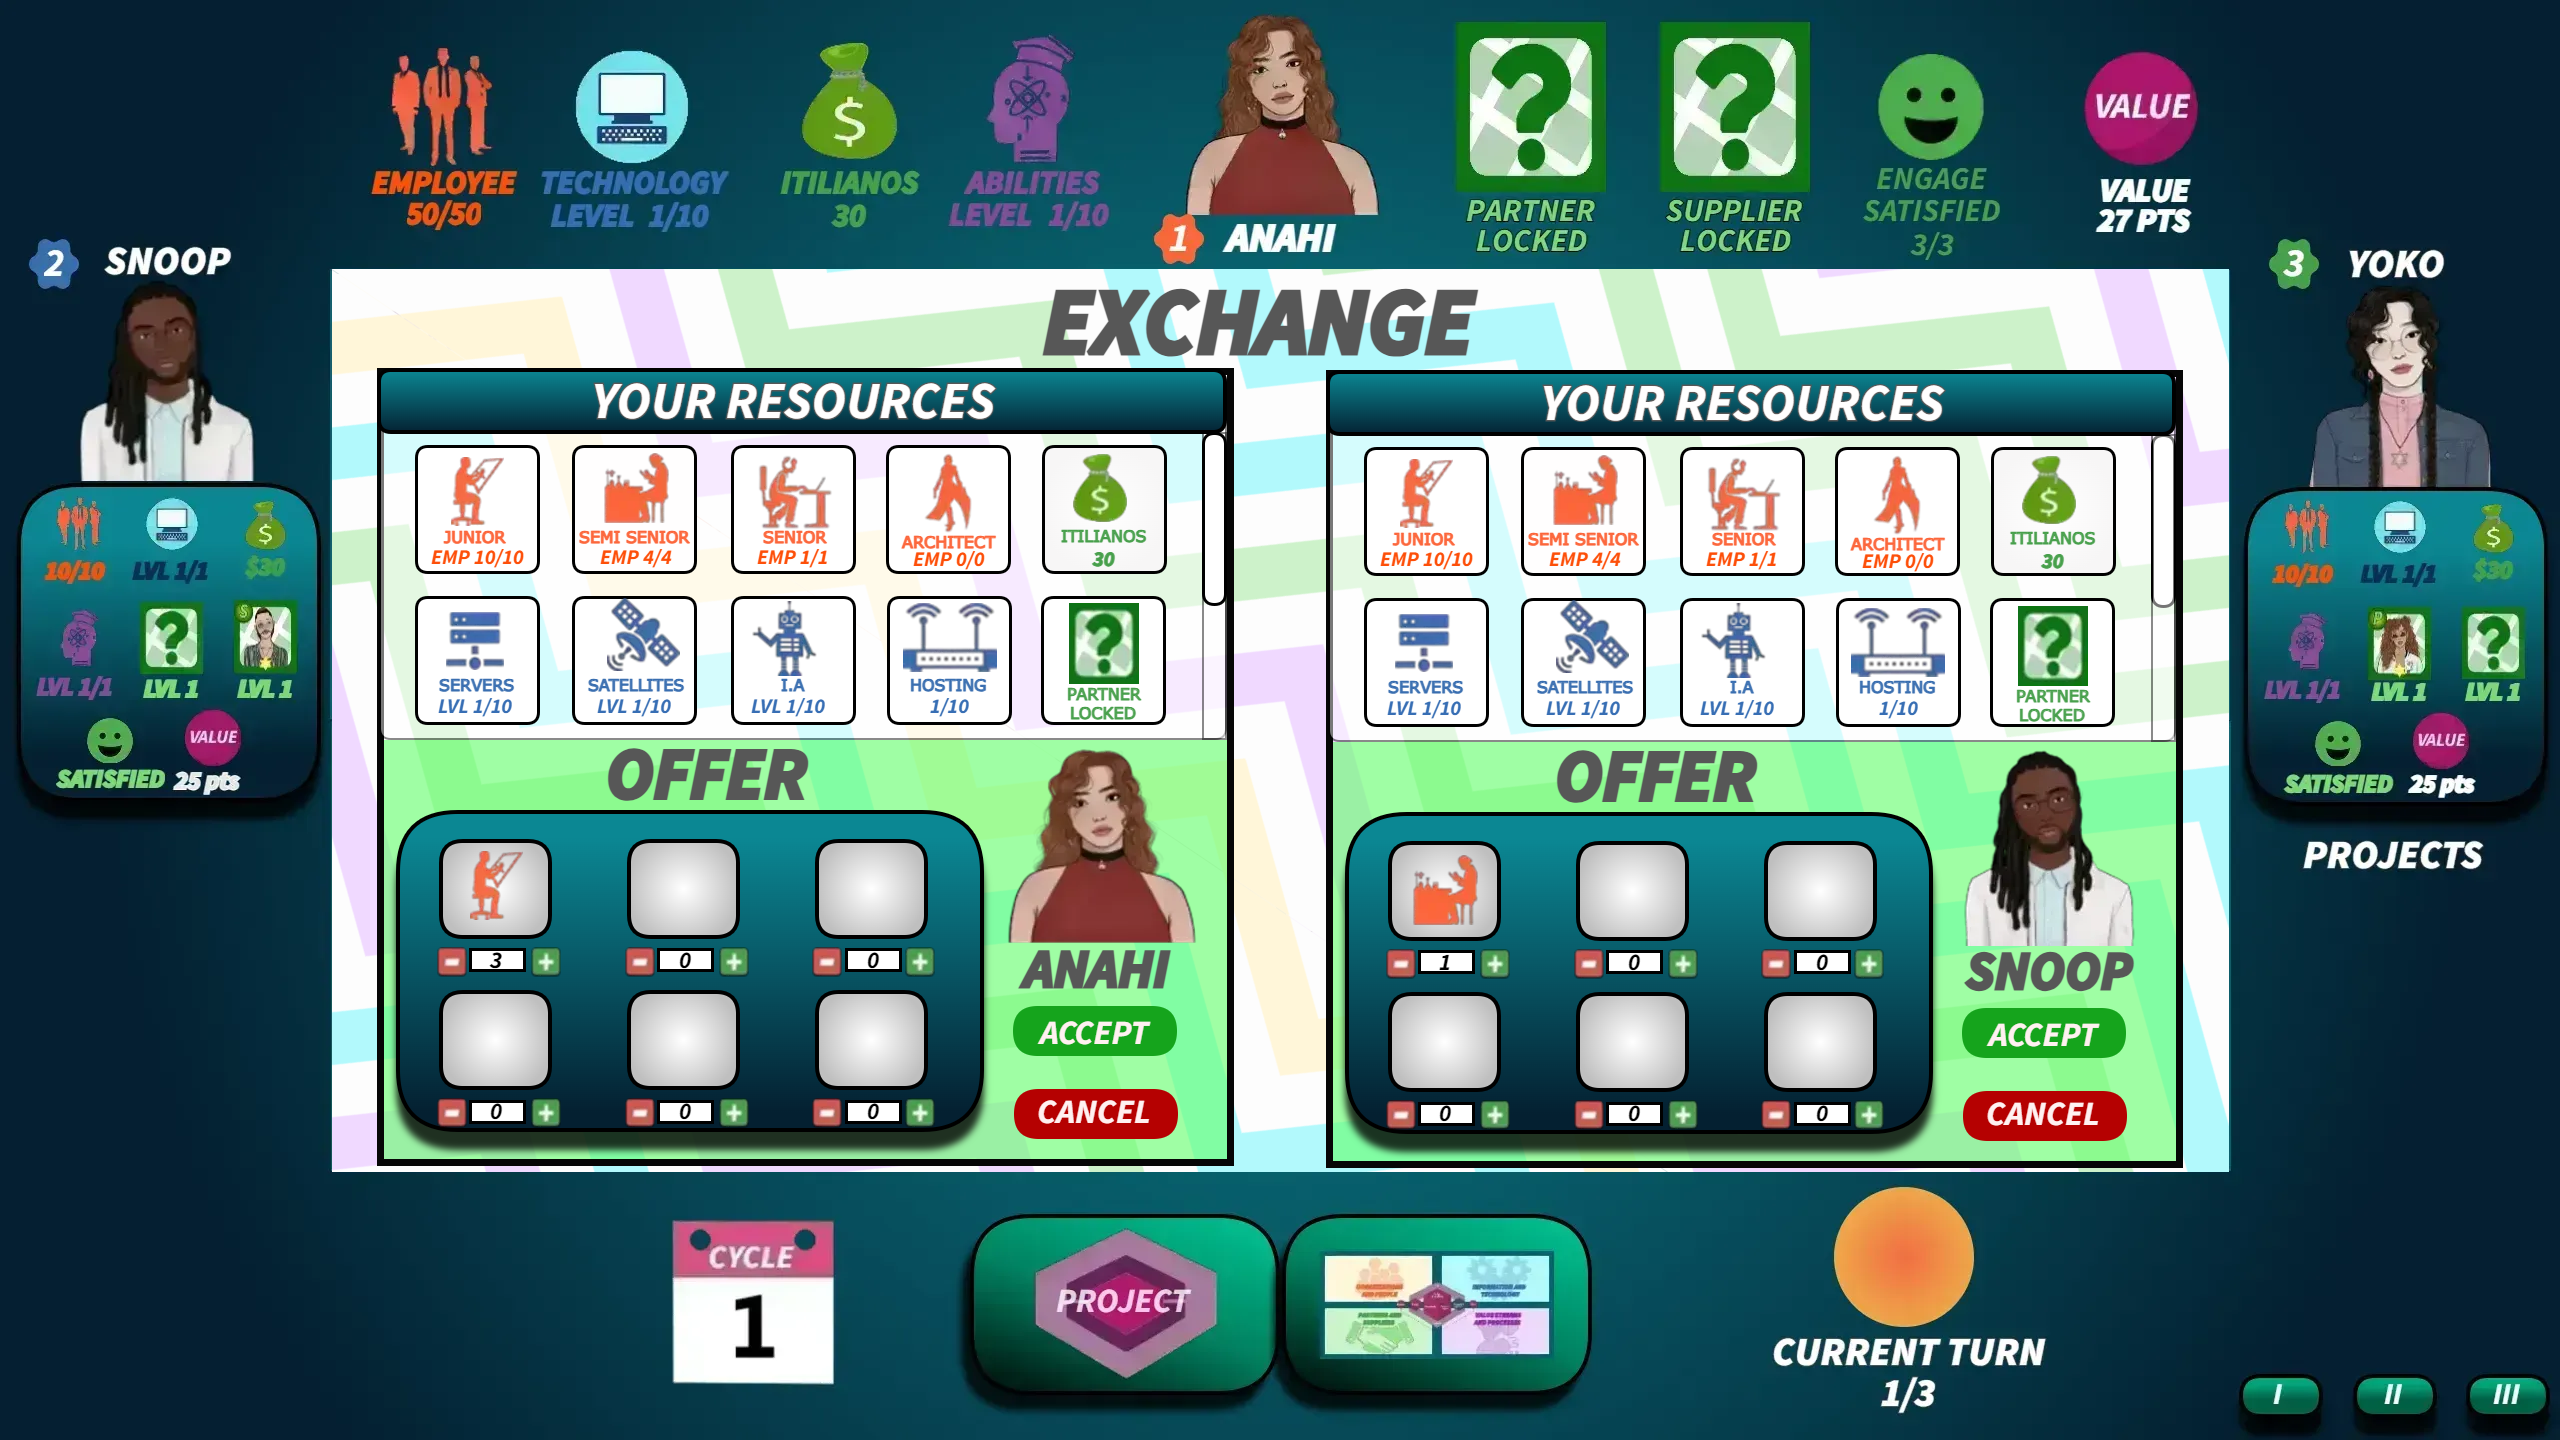 EMPLOYEE
50/50
TECHNOLOGY
LEVEL 1/10
$
ITILIANOS
30
ABILITIES
LEVEL 1/10
1 ANAHI
?
PARTNER
LOCKED
?
SUPPLIER
LOCKED
ENGAGE
SATISFIED
3/3
VALUE
VALUE
27 PTS
2 SNOOP
3 YOKO
10/10
LVL 1/1
$
$30
LVL 1/1
?
LVL 1
$
LVL 1
SATISFIED
VALUE
25 pts
EXCHANGE
YOUR RESOURCES
JUNIOR
EMP 10/10
SEMI SENIOR
EMP 4/4
SENIOR
EMP 1/1
ARCHITECT
EMP 0/0
$
ITILIANOS
30
SERVERS
LVL 1/10
SATELLITES
LVL 1/10
I.A
LVL 1/10
HOSTING
1/10
?
PARTNER
LOCKED
OFFER
3
0
0
0
0
0
ANAHI
ACCEPT
CANCEL
YOUR RESOURCES
JUNIOR
EMP 10/10
SEMI SENIOR
EMP 4/4
SENIOR
EMP 1/1
ARCHITECT
EMP 0/0
$
ITILIANOS
30
SERVERS
LVL 1/10
SATELLITES
LVL 1/10
I.A
LVL 1/10
HOSTING
1/10
?
PARTNER
LOCKED
OFFER
1
0
0
0
0
0
SNOOP
ACCEPT
CANCEL
10/10
LVL 1/1
$
$30
LVL 1/1
LVL 1
?
LVL 1
SATISFIED
VALUE
25 pts
PROJECTS
CYCLE
1
PROJECT
CURRENT TURN
1/3
I
II
III